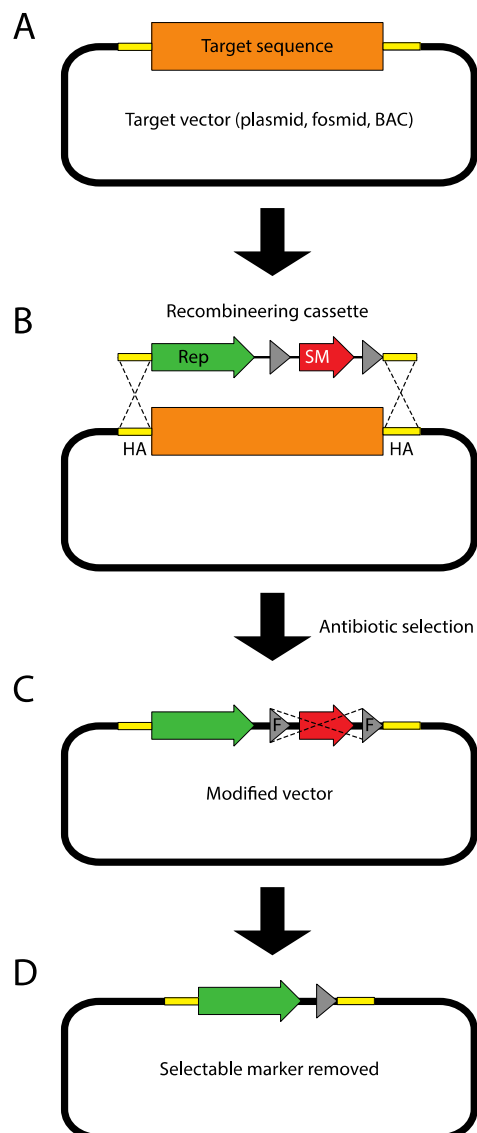 A
Target sequence
Target vector (plasmid, fosmid, BAC)
Recombineering cassette
B
Rep
SM
HA
HA
Antibiotic selection
C
F
F
Modified vector
D
Selectable marker removed